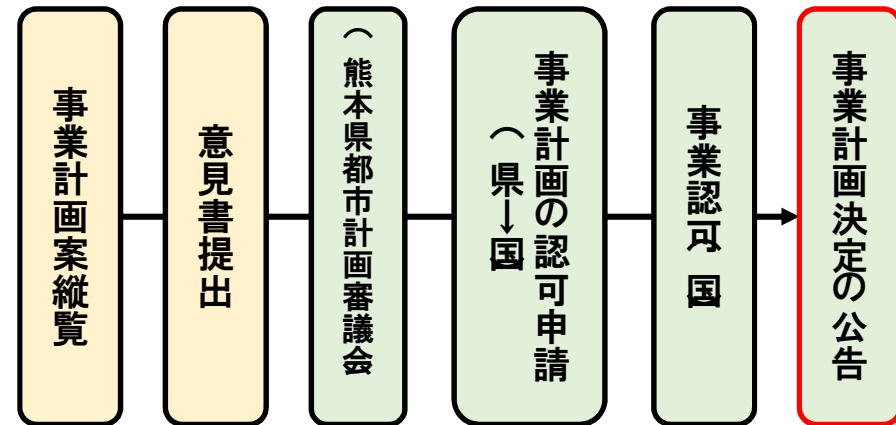 事業計画案縦覧
意見書提出
（熊本県都市計画審議会
事業計画の認可申請
（県→国）
事業認可（国）
事業計画決定の公告